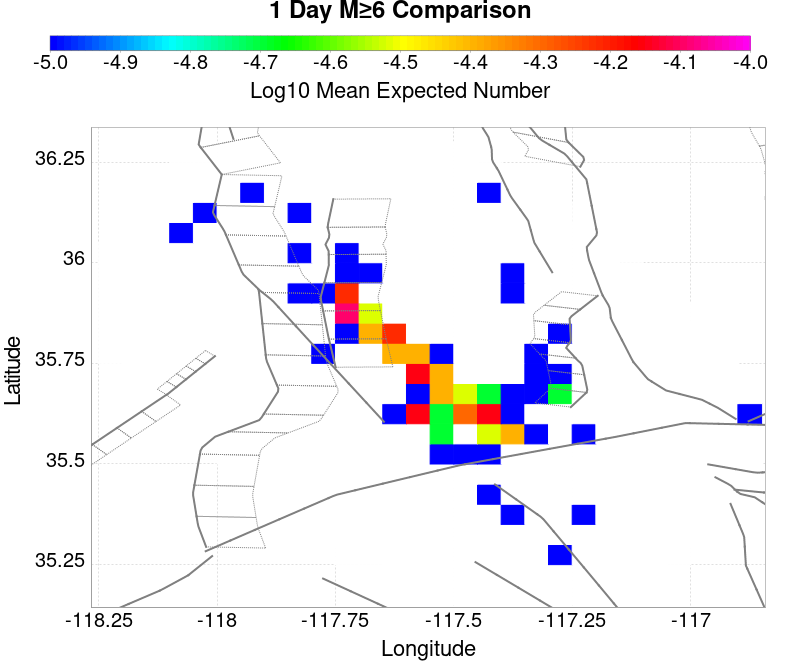 1 Day M≥6 Comparison
-5.0 -4.9 -4.8 -4.7 -4.6 -4.5 -4.4 -4.3 -4.2 -4.1 -4.0
Log10 Mean Expected Number
36.25
36
35.75
35.5
35.25
Latitude
-118.25 -118 -117.75 -117.5 -117.25 -117
Longitude